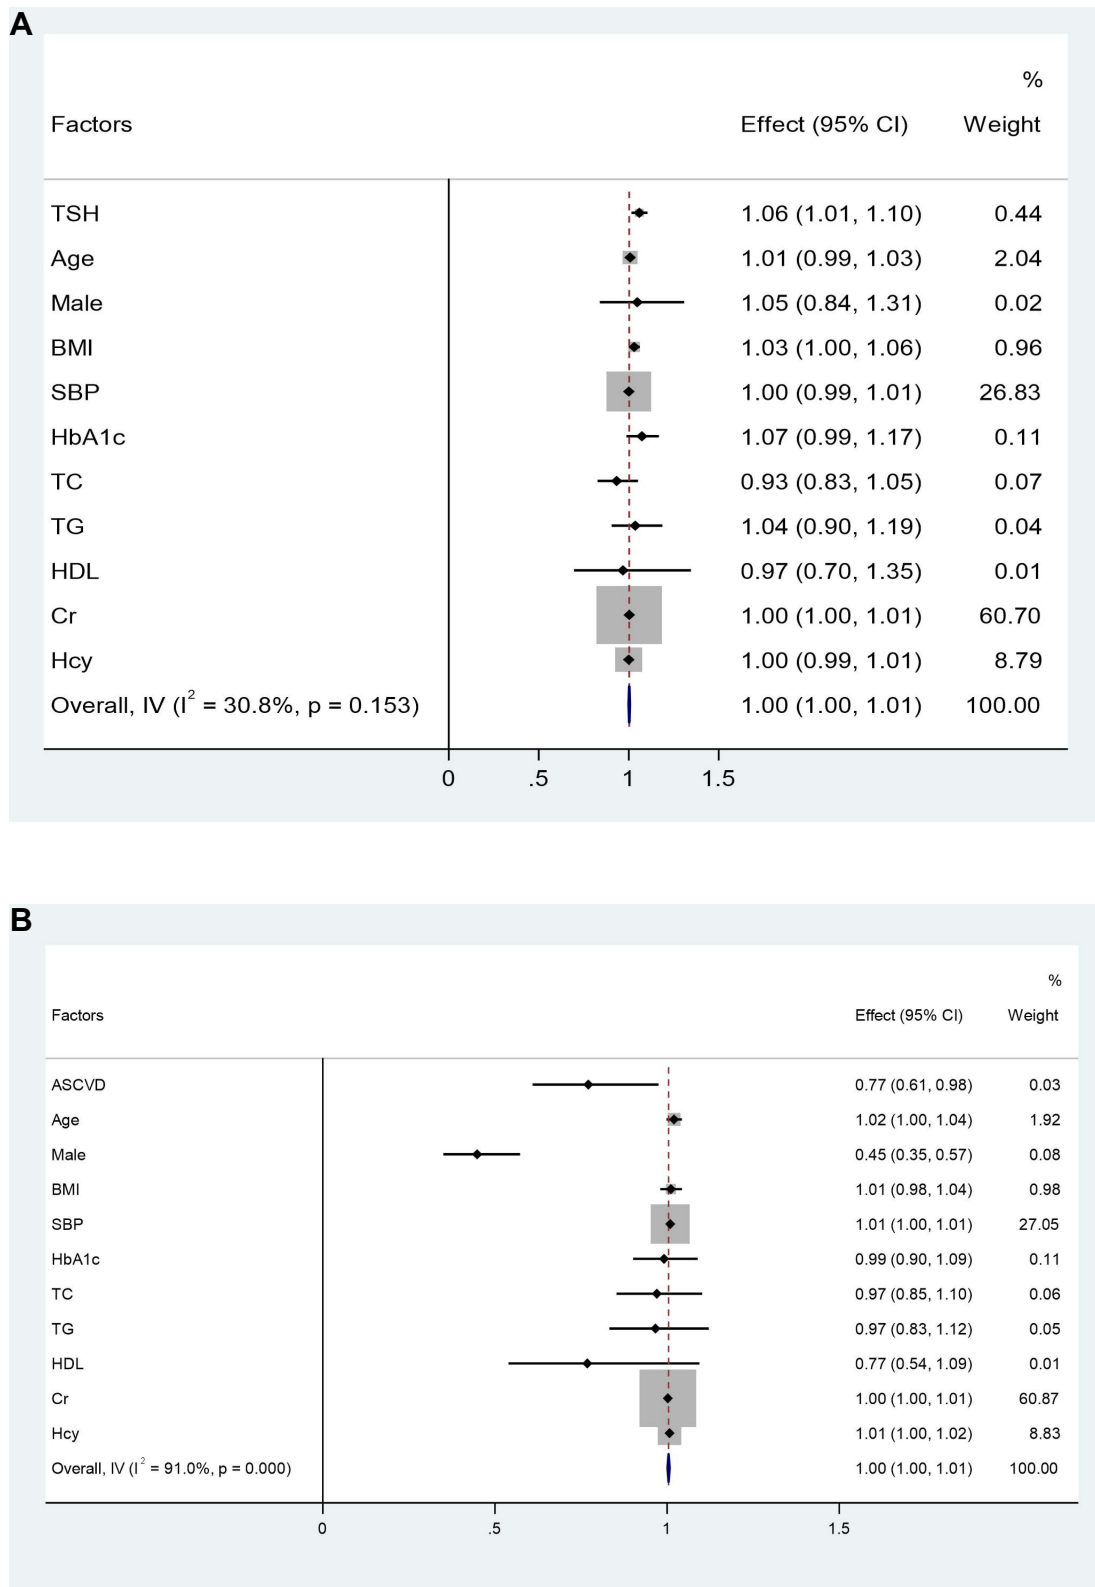 A
%
Factors Effect (95% CI) Weight
TSH 1.06 (1.01, 1.10) 0.44
Age 1.01 (0.99, 1.03) 2.04
Male 1.05 (0.84, 1.31) 0.02
BMI 1.03 (1.00, 1.06) 0.96
SBP 1.00 (0.99, 1.01) 26.83
HbA1c 1.07 (0.99, 1.17) 0.11
TC 0.93 (0.83, 1.05) 0.07
TG 1.04 (0.90, 1.19) 0.04
HDL 0.97 (0.70, 1.35) 0.01
Cr 1.00 (1.00, 1.01) 60.70
Hcy 1.00 (0.99, 1.01) 8.79
Overall, IV (I² = 30.8%, p = 0.153) 1.00 (1.00, 1.01) 100.00
0 .5 1 1.5
B
%
Factors Effect (95% CI) Weight
ASCVD 0.77 (0.61, 0.98) 0.03
Age 1.02 (1.00, 1.04) 1.92
Male 0.45 (0.35, 0.57) 0.08
BMI 1.01 (0.98, 1.04) 0.98
SBP 1.01 (1.00, 1.01) 27.05
HbA1c 0.99 (0.90, 1.09) 0.11
TC 0.97 (0.85, 1.10) 0.06
TG 0.97 (0.83, 1.12) 0.05
HDL 0.77 (0.54, 1.09) 0.01
Cr 1.00 (1.00, 1.01) 60.87
Hcy 1.01 (1.00, 1.02) 8.83
Overall, IV (I² = 91.0%, p = 0.000) 1.00 (1.00, 1.01) 100.00
0 .5 1 1.5